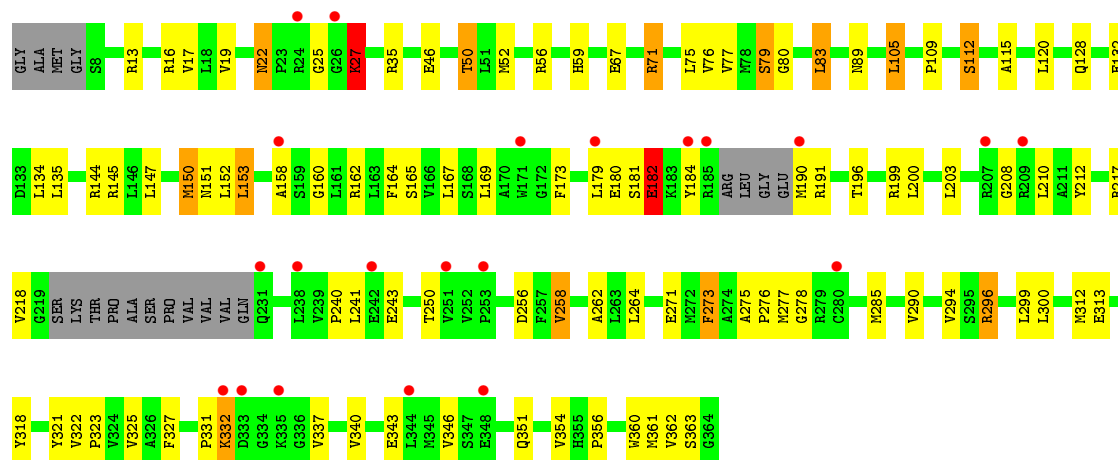 GLY ALA MET GLY S8 R13 R16 V17 L18 V19 N22 P23 R24 G25 G26 K27 R35 E46 T50 L51 M52 R56 H59 E67 R71 L75 V76 V77 M78 S79 G80 L83 N89 L105 P109 S112 A115 L120 Q128
D133 L134 L135 R144 R145 L146 L147 M150 N151 L152 L153 A158 S159 G160 L161 R162 L163 F164 S165 V166 L167 S168 L169 A170 W171 G172 F173 L179 E180 S181 E182 K183 Y184 R185 ARG LEU GLY GLU M190 R191 T196 R199 L200 L203 R207 G208 R209 L210 A211 Y212
V218 G219 SER LYS THR PRO ALA SER PRO VAL VAL VAL GLN Q231 L238 V239 P240 L241 E242 E243 T250 V251 V252 P253 D256 F257 V258 A262 L263 L264 E271 M272 F273 A274 A275 P276 M277 G278 R279 C280 M285 V290 V294 S295 R296 L299 L300 M312 E313
Y318 Y321 V322 P323 V324 V325 A326 F327 P331 K332 D333 G334 K335 G336 V337 V340 E343 L344 M345 V346 S347 E348 Q351 V354 H355 P356 W360 M361 V362 S363 G364